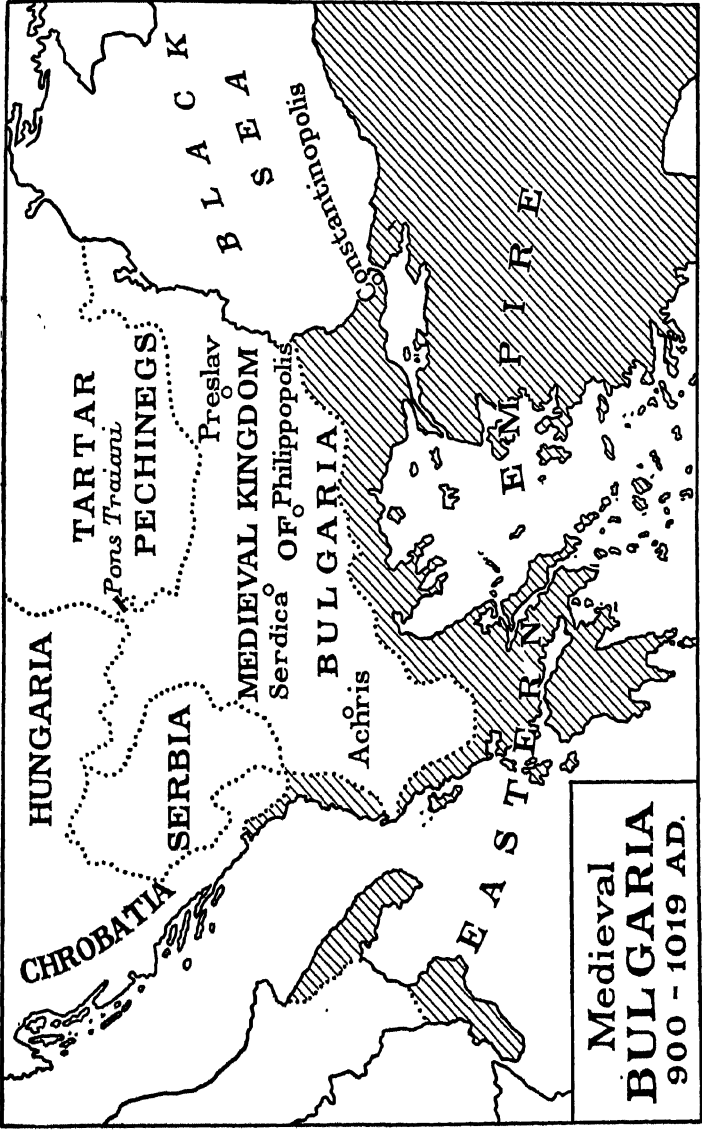 Medieval
BULGARIA
900 - 1019 AD.
CHROBATIA
HUNGARIA
SERBIA
TARTAR
Pons Traiani
PECHINEGS
Preslav
MEDIEVAL KINGDOM
Serdica
OF
Philippopolis
BULGARIA
Achris
BLACK
SEA
Constantinopolis
EASTERN EMPIRE